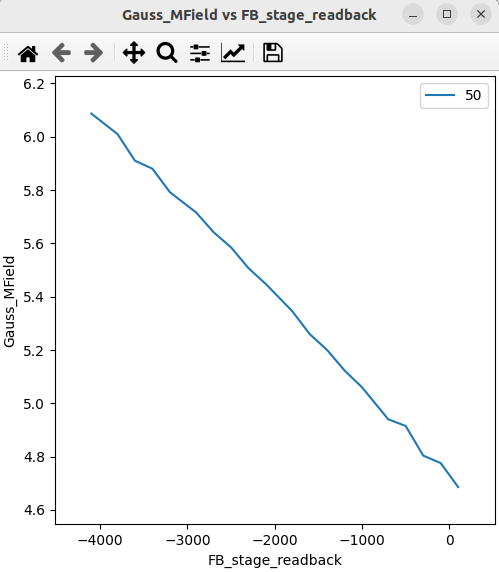 Gauss_MField vs FB_stage_readback
50
6.2
6.0
5.8
5.6
5.4
5.2
5.0
4.8
4.6
Gauss_MField
−4000 −3000 −2000 −1000 0
FB_stage_readback